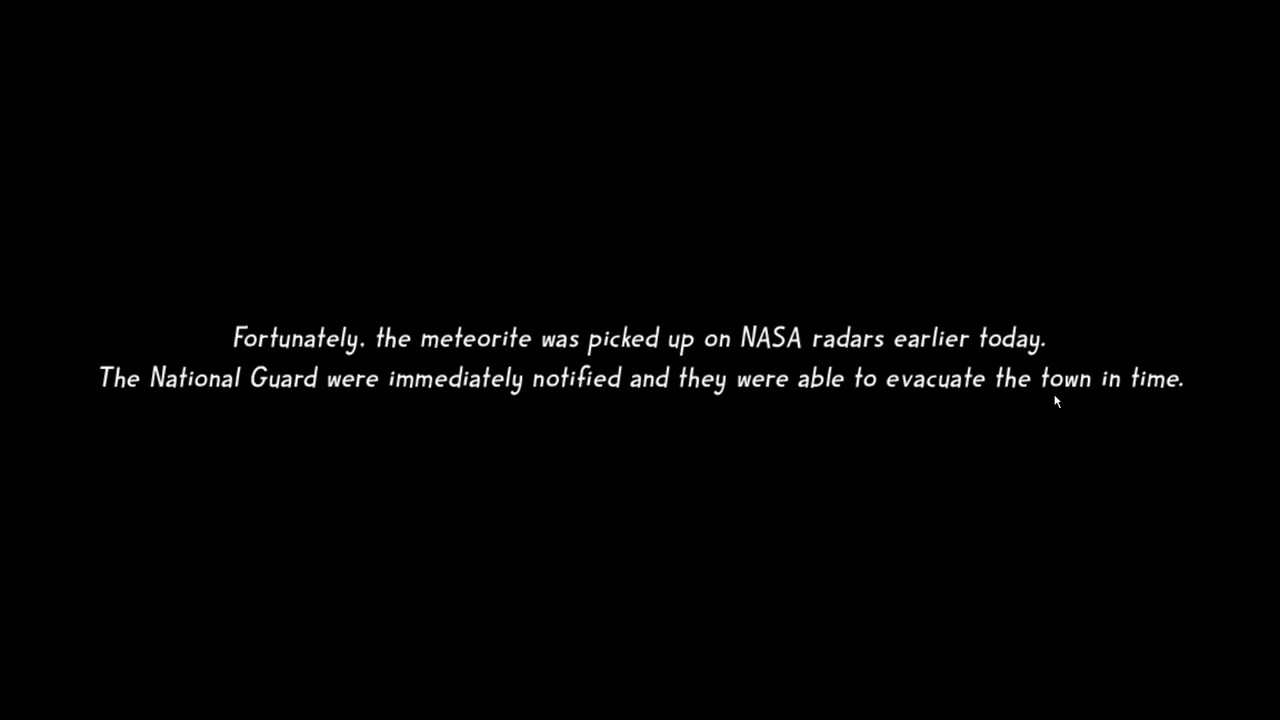 Fortunately. the meteorite was picked up on NASA radars earlier today.
The National Guard were immediately notified and they were able to evacuate the town in time.